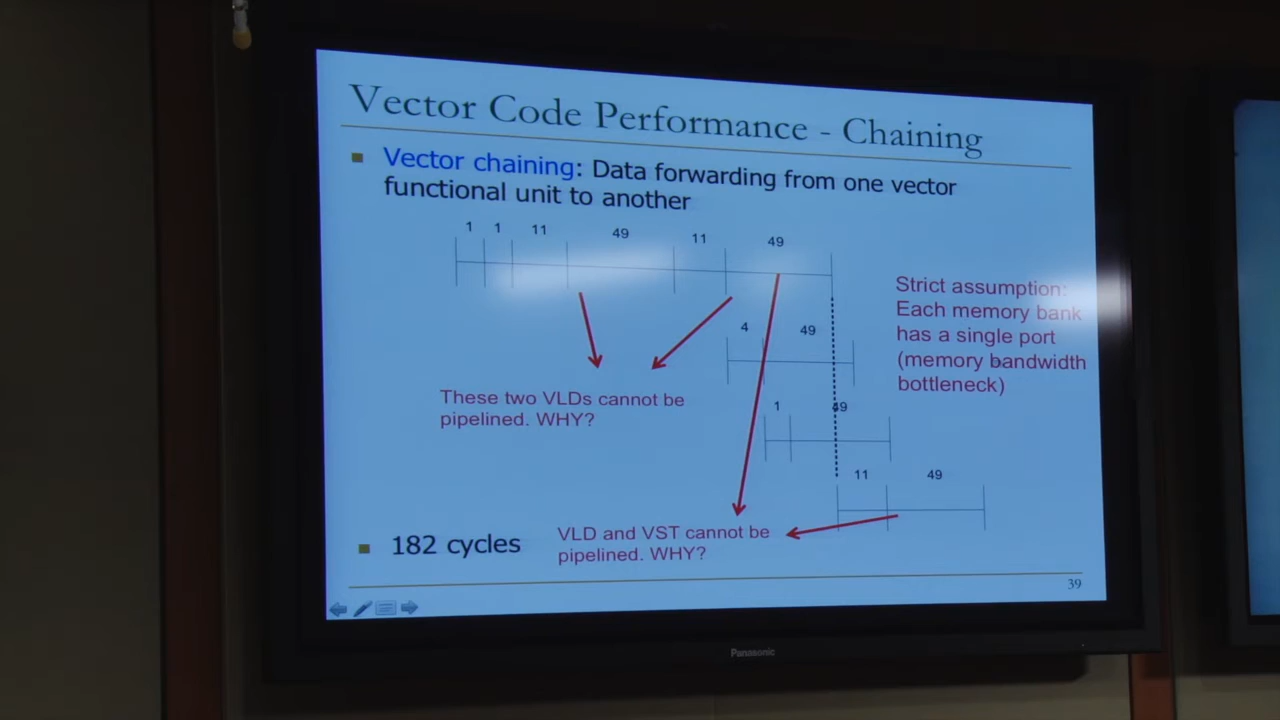 Vector Code Performance - Chaining
Vector chaining: Data forwarding from one vector
functional unit to another
1 1 11 49 11 49
Strict assumption:
Each memory bank
has a single port
(memory bandwidth
bottleneck)
4 49
These two VLDs cannot be
pipelined. WHY?
1 49
11 49
182 cycles
VLD and VST cannot be
pipelined. WHY?
39
Panasonic